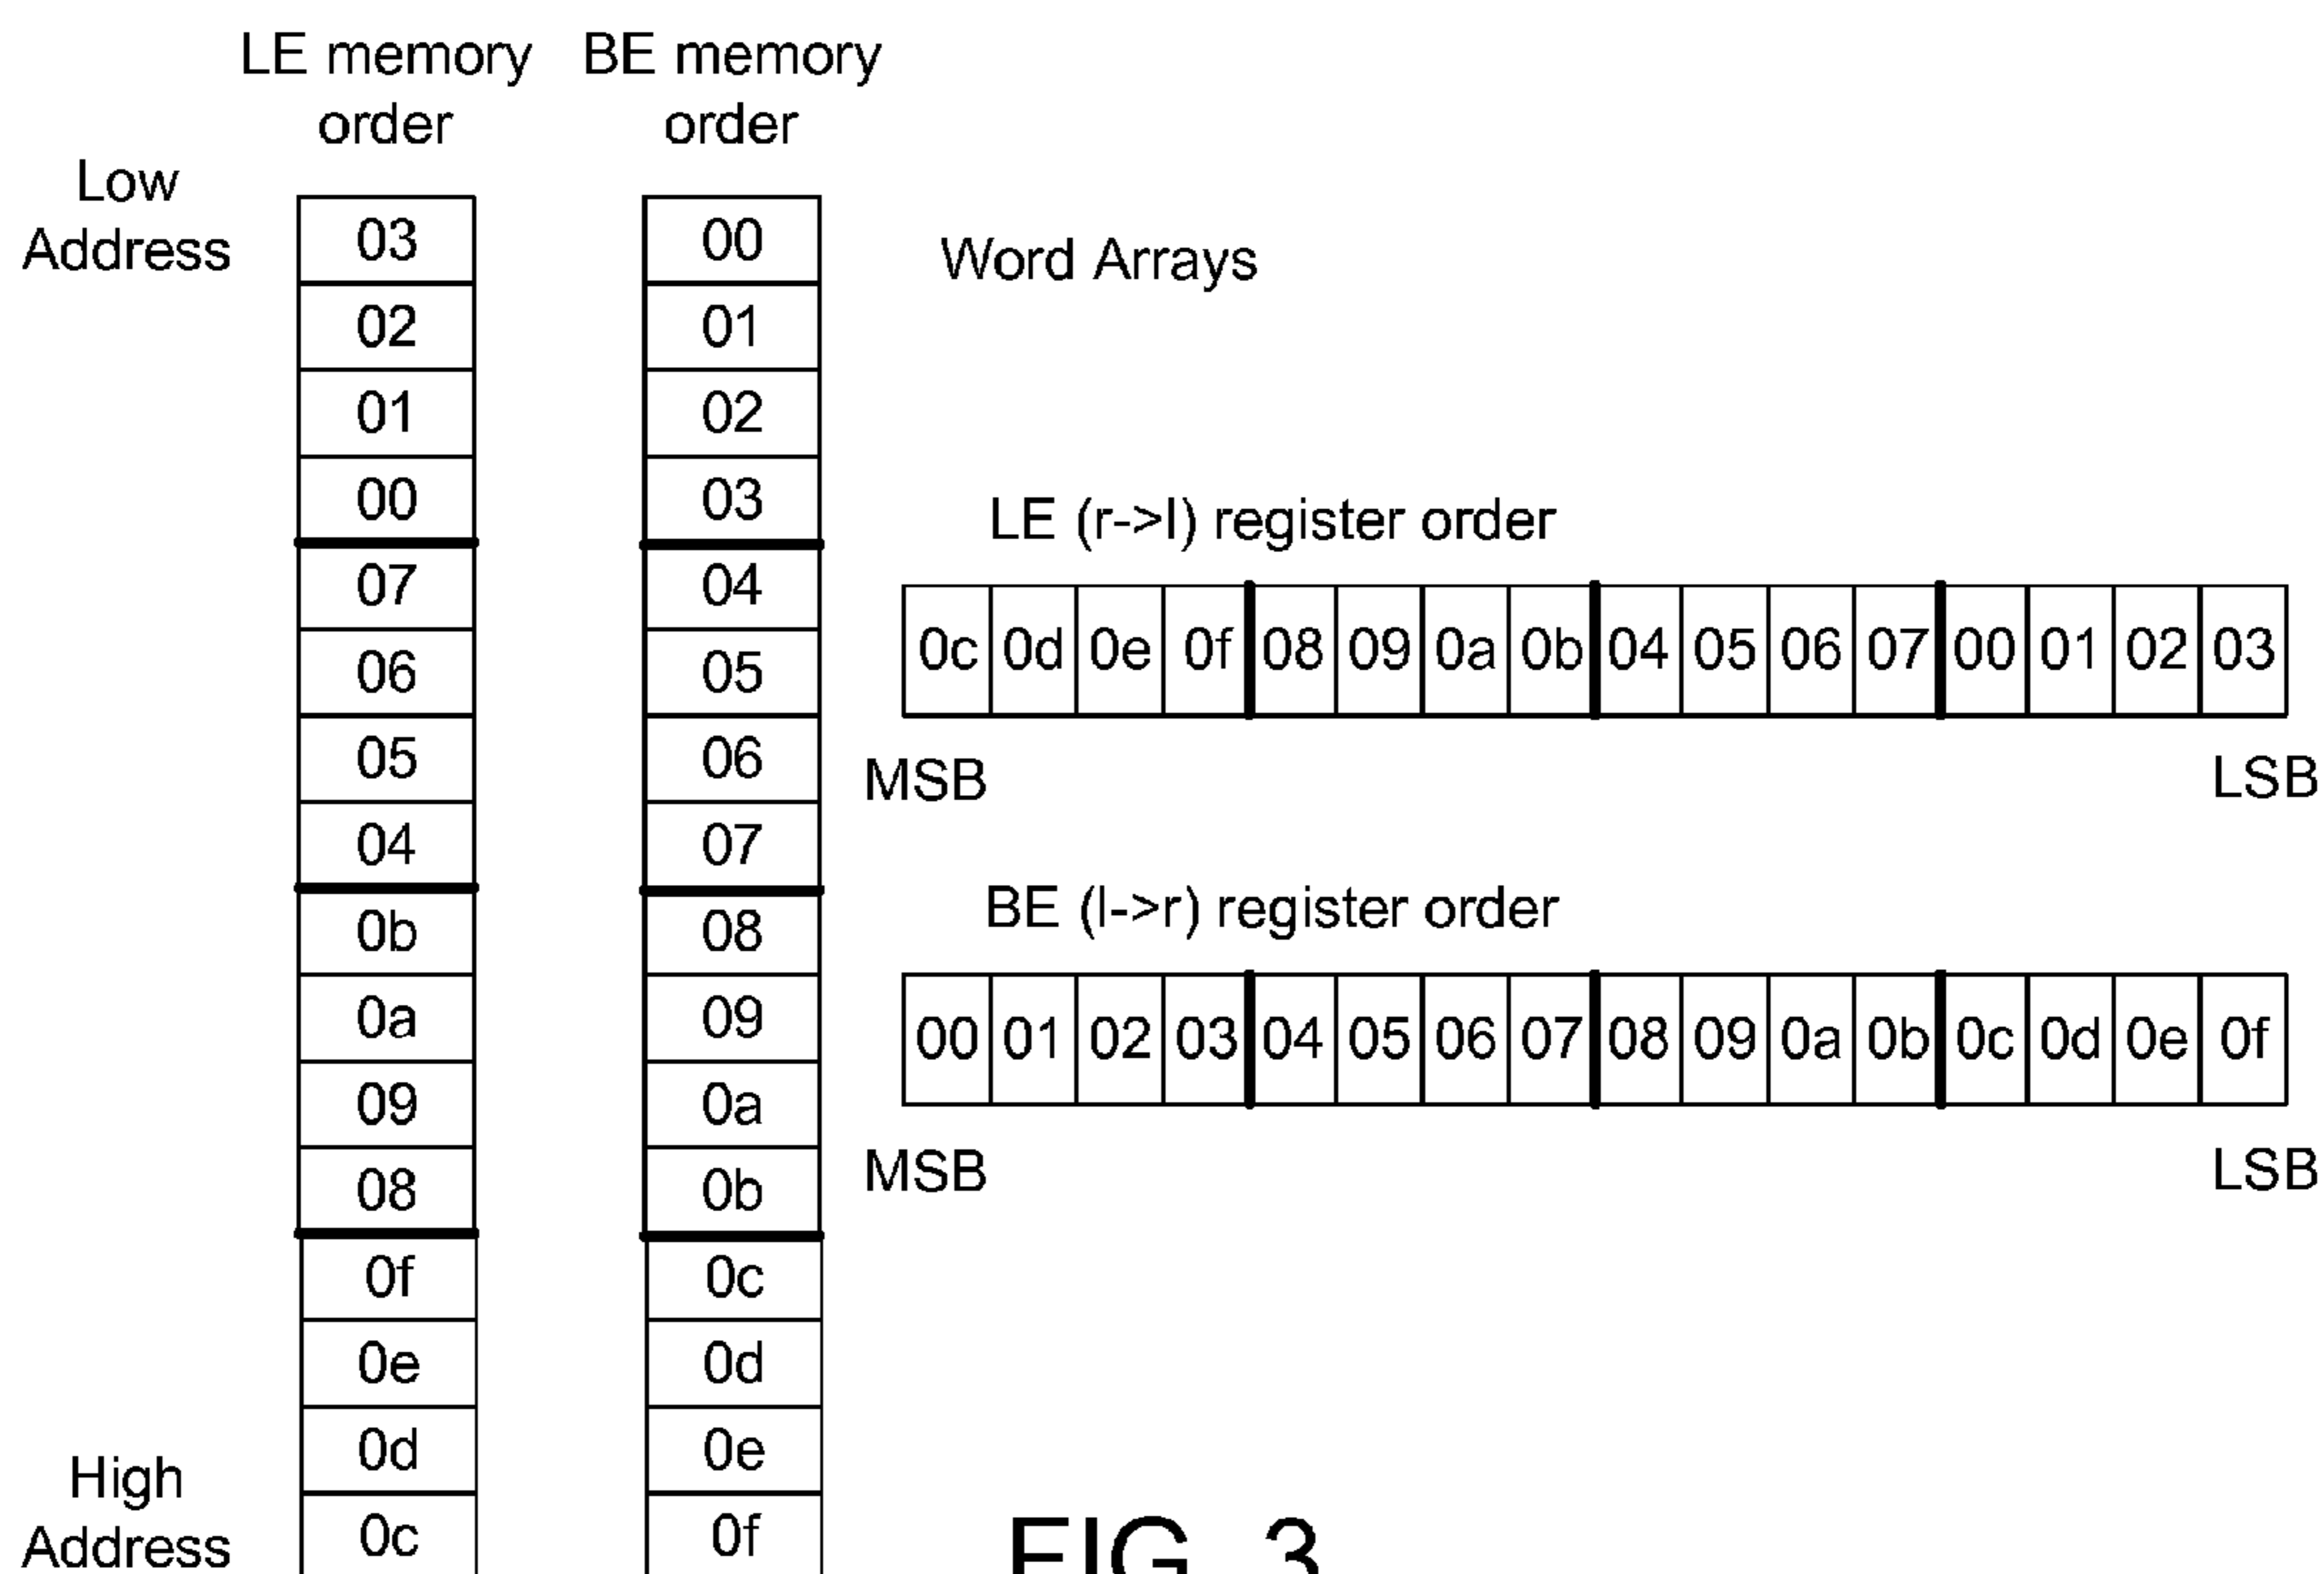 LE memory order BE memory order
Low Address
03 00
Word Arrays
02 01
01 02
00 03
LE (r->l) register order
07 04
0c 0d 0e 0f 08 09 0a 0b 04 05 06 07 00 01 02 03
06 05
05 06
MSB LSB
04 07
BE (l->r) register order
0b 08
0a 09
00 01 02 03 04 05 06 07 08 09 0a 0b 0c 0d 0e 0f
09 0a
08 0b
MSB LSB
0f 0c
0e 0d
0d 0e
High Address
0c 0f
FIG. 3